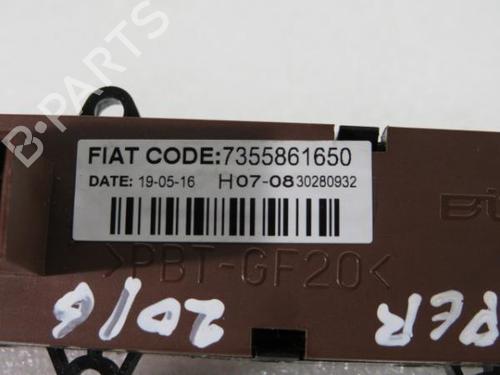 B-PARTS
FIAT CODE:7355861650
DATE: 19-05-16 H07-08 30280932
>PBT-GF20<
2016
PER